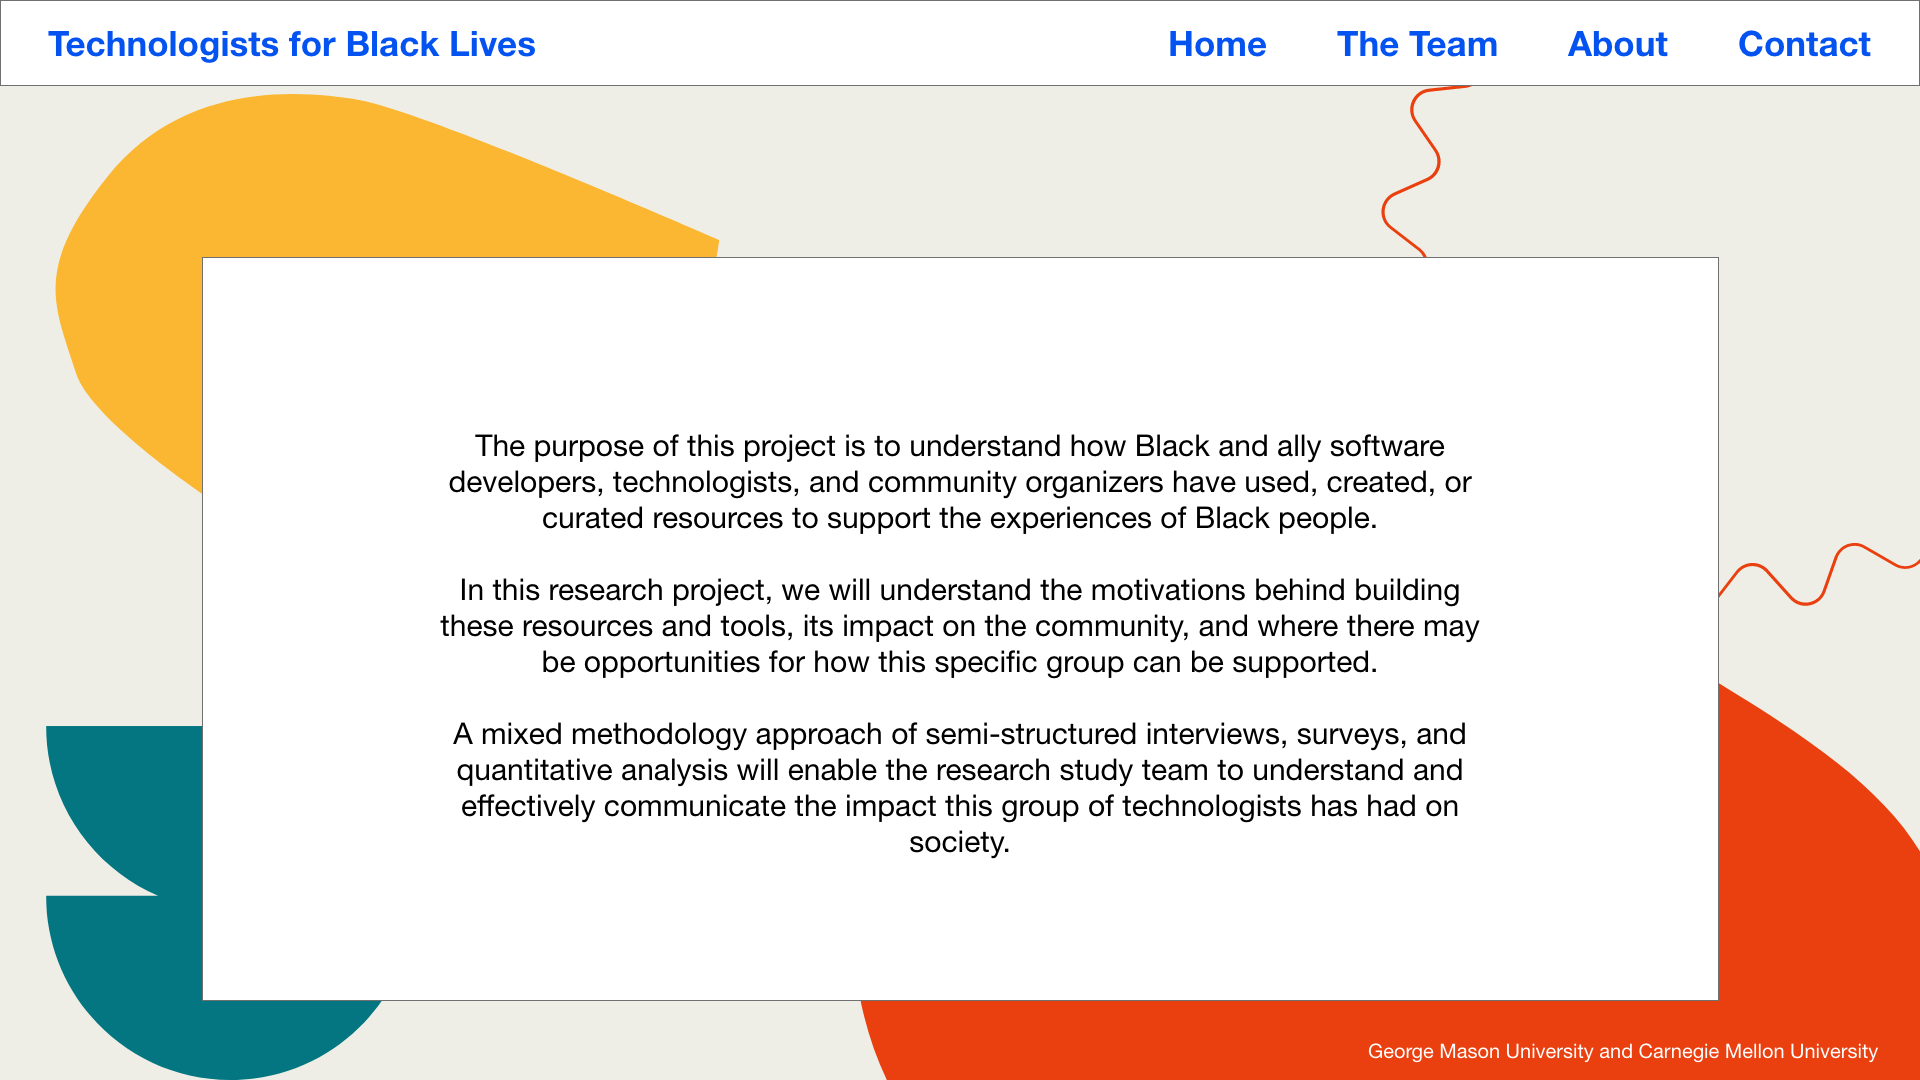 Technologists for Black Lives
Home
The Team
About
Contact
The purpose of this project is to understand how Black and ally software
developers, technologists, and community organizers have used, created, or
curated resources to support the experiences of Black people.
In this research project, we will understand the motivations behind building
these resources and tools, its impact on the community, and where there may
be opportunities for how this specific group can be supported.
A mixed methodology approach of semi-structured interviews, surveys, and
quantitative analysis will enable the research study team to understand and
effectively communicate the impact this group of technologists has had on
society.
George Mason University and Carnegie Mellon University